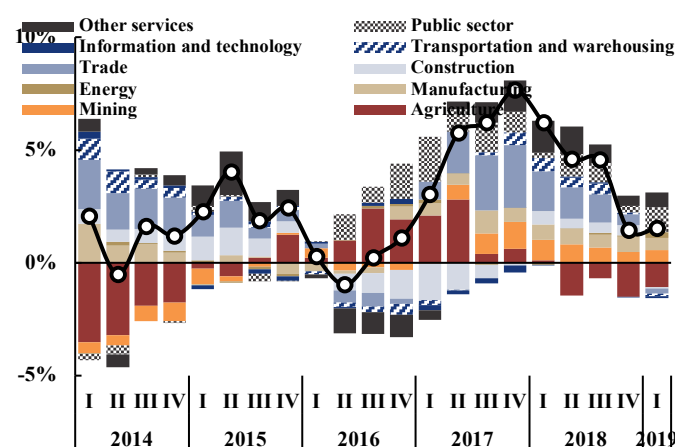 10%
Other services
Public sector
Information and technology
Transportation and warehousing
Trade
Construction
Energy
Manufacturing
Mining
Agriculture
5%
0%
-5%
I II III IV I II III IV I II III IV I II III IV I II III IV I
2014 2015 2016 2017 2018 2019